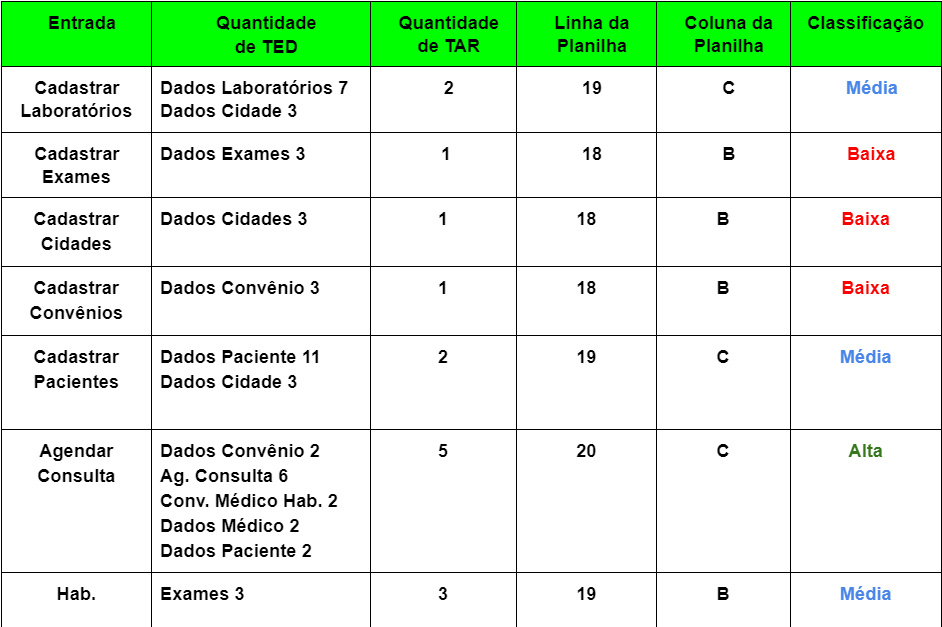 Entrada
Quantidade
de TED
Quantidade
de TAR
Linha da
Planilha
Coluna da
Planilha
Classificação
Cadastrar
Laboratórios
Dados Laboratórios 7
Dados Cidade 3
2
19
C
Média
Cadastrar
Exames
Dados Exames 3
1
18
B
Baixa
Cadastrar
Cidades
Dados Cidades 3
1
18
B
Baixa
Cadastrar
Convênios
Dados Convênio 3
1
18
B
Baixa
Cadastrar
Pacientes
Dados Paciente 11
Dados Cidade 3
2
19
C
Média
Agendar
Consulta
Dados Convênio 2
Ag. Consulta 6
Conv. Médico Hab. 2
Dados Médico 2
Dados Paciente 2
5
20
C
Alta
Hab.
Exames 3
3
19
B
Média